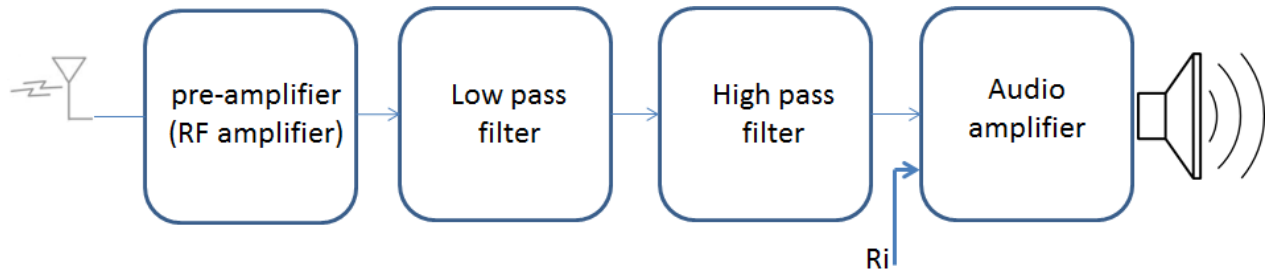 pre-amplifier
(RF amplifier)
Low pass
filter
High pass
filter
Audio
amplifier
Ri